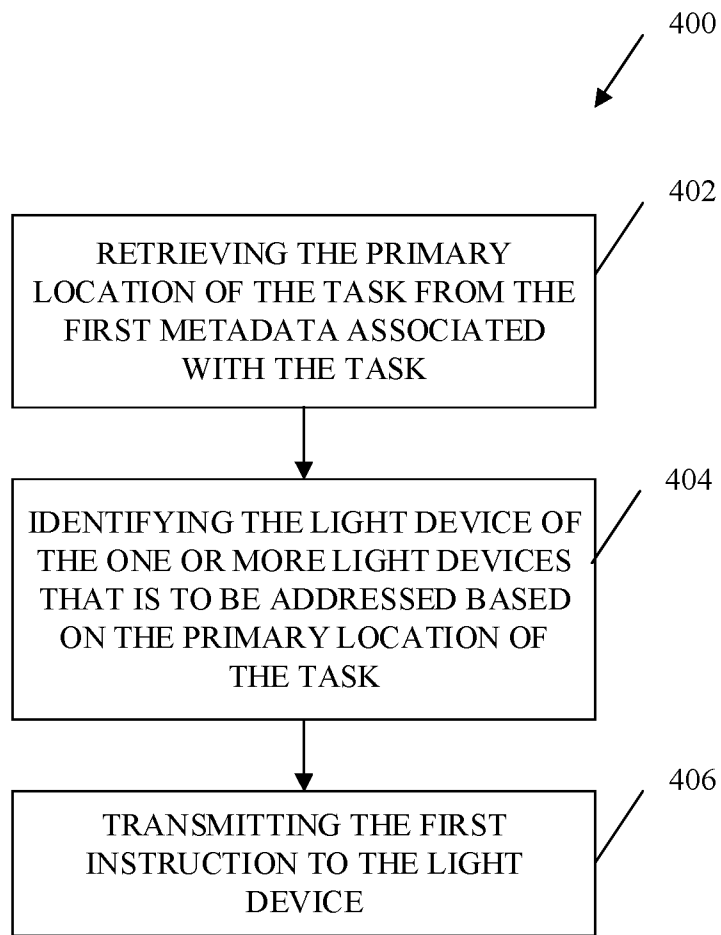 400
402
RETRIEVING THE PRIMARY
LOCATION OF THE TASK FROM THE
FIRST METADATA ASSOCIATED
WITH THE TASK
404
IDENTIFYING THE LIGHT DEVICE OF
THE ONE OR MORE LIGHT DEVICES
THAT IS TO BE ADDRESSED BASED
ON THE PRIMARY LOCATION OF
THE TASK
406
TRANSMITTING THE FIRST
INSTRUCTION TO THE LIGHT
DEVICE